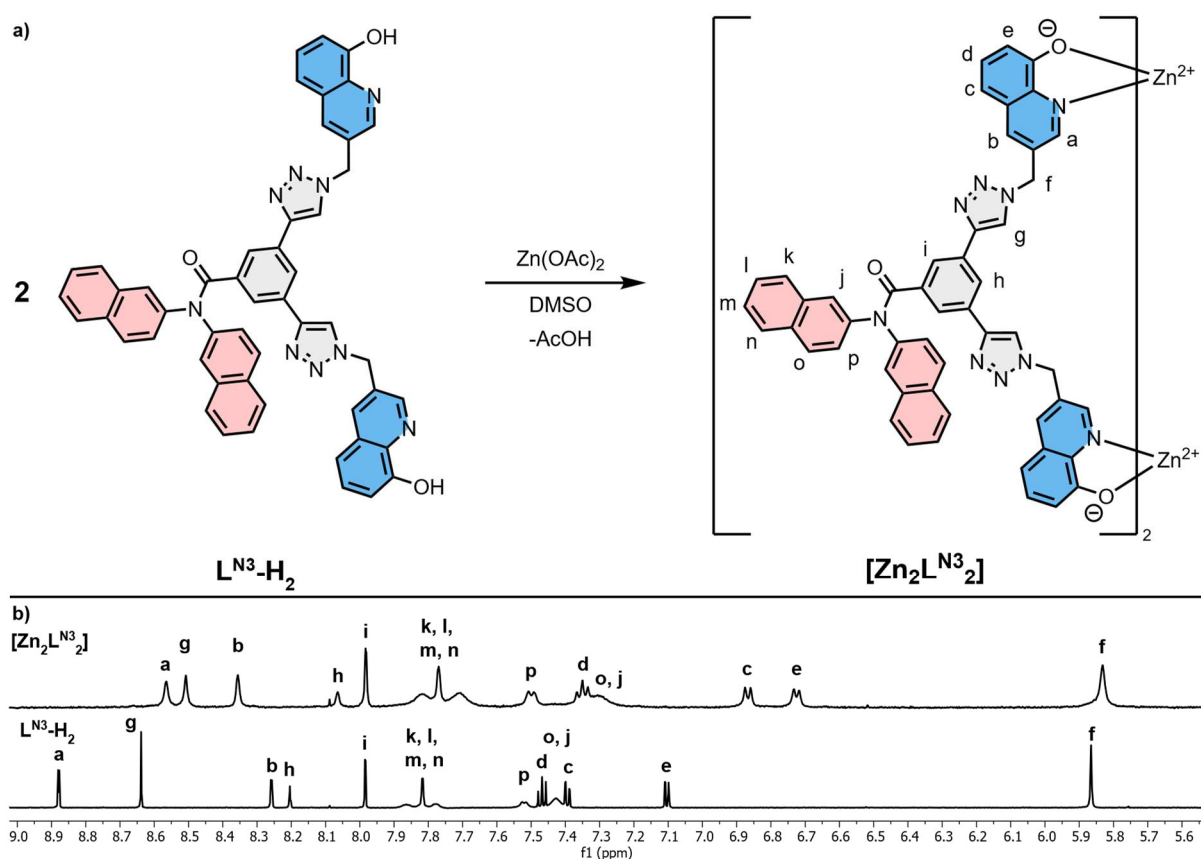 a)
OH
N
N
N
N
O
N
N
N
N
N
OH
2
Zn(OAc)2
DMSO
-AcOH
e
d
c
b
a
O
⊖
N
Zn2+
f
N
N
N
g
i
h
O
N
l
k
j
m
n
o
p
N
N
N
N
O
⊖
Zn2+
2
LN3-H2
[Zn2LN32]
b)
[Zn2LN32]
a
g
b
h
i
k, l,
m, n
p
d
o, j
c
e
f
LN3-H2
a
g
b
h
i
k, l,
m, n
p
d
o, j
c
e
f
9.0 8.9 8.8 8.7 8.6 8.5 8.4 8.3 8.2 8.1 8.0 7.9 7.8 7.7 7.6 7.5 7.4 7.3 7.2 7.1 7.0 6.9 6.8 6.7 6.6 6.5 6.4 6.3 6.2 6.1 6.0 5.9 5.8 5.7 5.6
f1 (ppm)